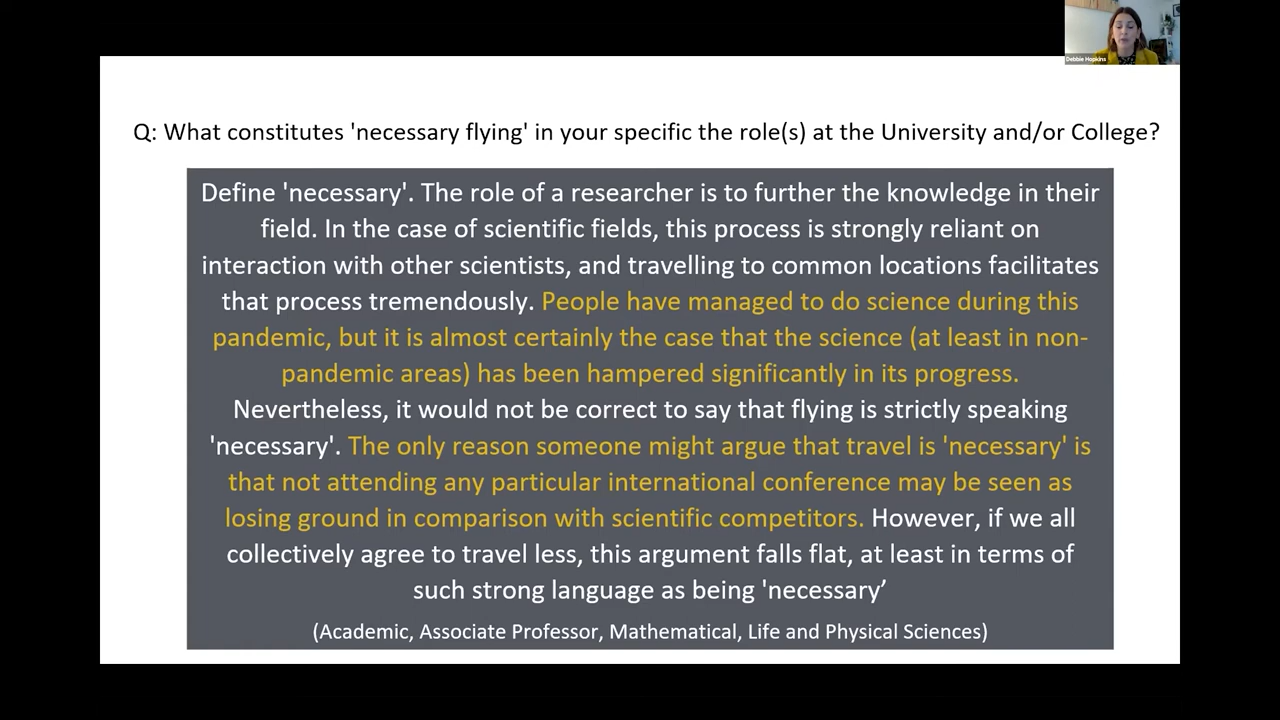 Debbie Hopkins
Q: What constitutes 'necessary flying' in your specific the role(s) at the University and/or College?
Define 'necessary'. The role of a researcher is to further the knowledge in their
field. In the case of scientific fields, this process is strongly reliant on
interaction with other scientists, and travelling to common locations facilitates
that process tremendously. People have managed to do science during this
pandemic, but it is almost certainly the case that the science (at least in non-
pandemic areas) has been hampered significantly in its progress.
Nevertheless, it would not be correct to say that flying is strictly speaking
'necessary'. The only reason someone might argue that travel is 'necessary' is
that not attending any particular international conference may be seen as
losing ground in comparison with scientific competitors. However, if we all
collectively agree to travel less, this argument falls flat, at least in terms of
such strong language as being 'necessary’
(Academic, Associate Professor, Mathematical, Life and Physical Sciences)